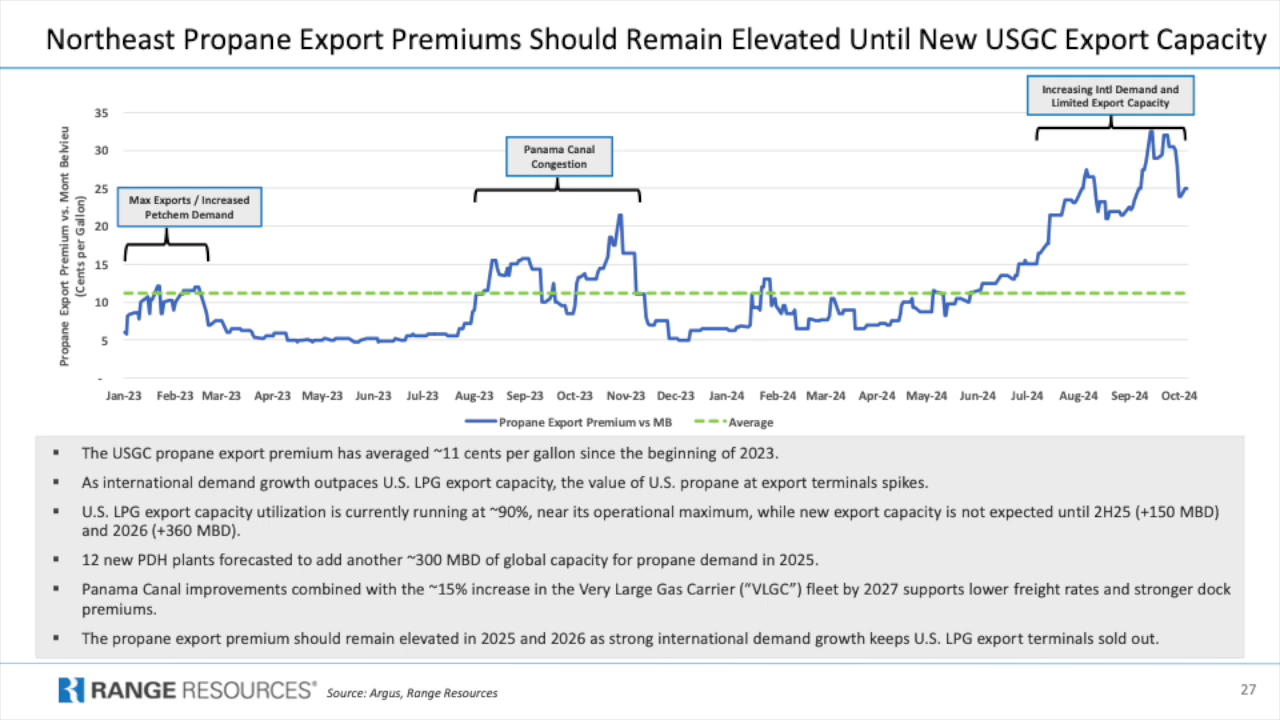 Northeast Propane Export Premiums Should Remain Elevated Until New USGC Export Capacity
Increasing Intl Demand and
Limited Export Capacity
Panama Canal
Congestion
Max Exports / Increased
Petchem Demand
Propane Export Premium vs. Mont Belvieu
(Cents per Gallon)
35
30
25
20
15
10
5
-
Jan-23 Feb-23 Mar-23 Apr-23 May-23 Jun-23 Jul-23 Aug-23 Sep-23 Oct-23 Nov-23 Dec-23 Jan-24 Feb-24 Mar-24 Apr-24 May-24 Jun-24 Jul-24 Aug-24 Sep-24 Oct-24
Propane Export Premium vs MB Average
▪ The USGC propane export premium has averaged ~11 cents per gallon since the beginning of 2023.
▪ As international demand growth outpaces U.S. LPG export capacity, the value of U.S. propane at export terminals spikes.
▪ U.S. LPG export capacity utilization is currently running at ~90%, near its operational maximum, while new export capacity is not expected until 2H25 (+150 MBD)
and 2026 (+360 MBD).
▪ 12 new PDH plants forecasted to add another ~300 MBD of global capacity for propane demand in 2025.
▪ Panama Canal improvements combined with the ~15% increase in the Very Large Gas Carrier (“VLGC”) fleet by 2027 supports lower freight rates and stronger dock
premiums.
▪ The propane export premium should remain elevated in 2025 and 2026 as strong international demand growth keeps U.S. LPG export terminals sold out.
RANGE RESOURCES® Source: Argus, Range Resources
27